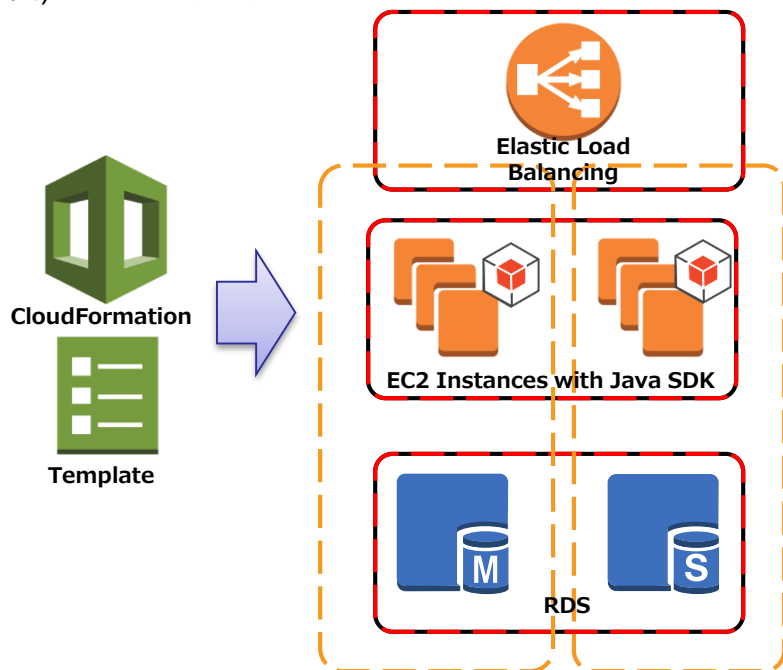 Elastic Load
Balancing
CloudFormation
EC2 Instances with Java SDK
Template
M
S
RDS